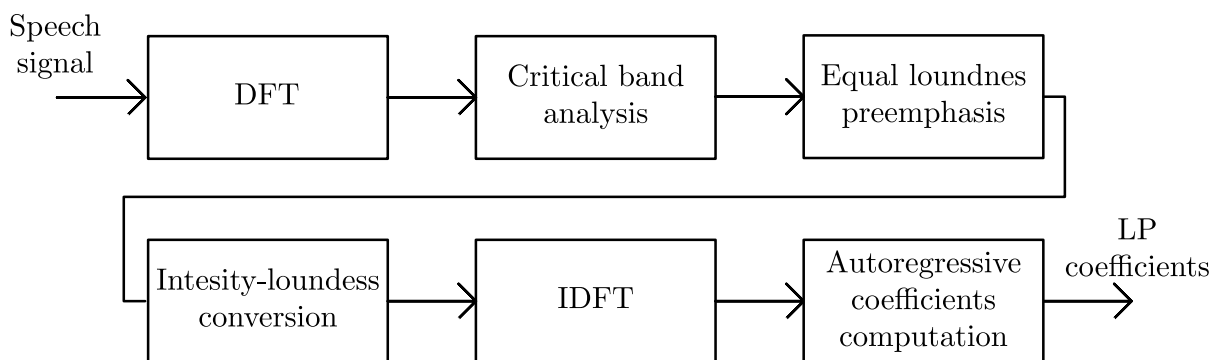 Speech
signal
DFT
Critical band
analysis
Equal loundnes
preemphasis
Intesity-loundess
conversion
IDFT
Autoregressive
coefficients
computation
LP
coefficients